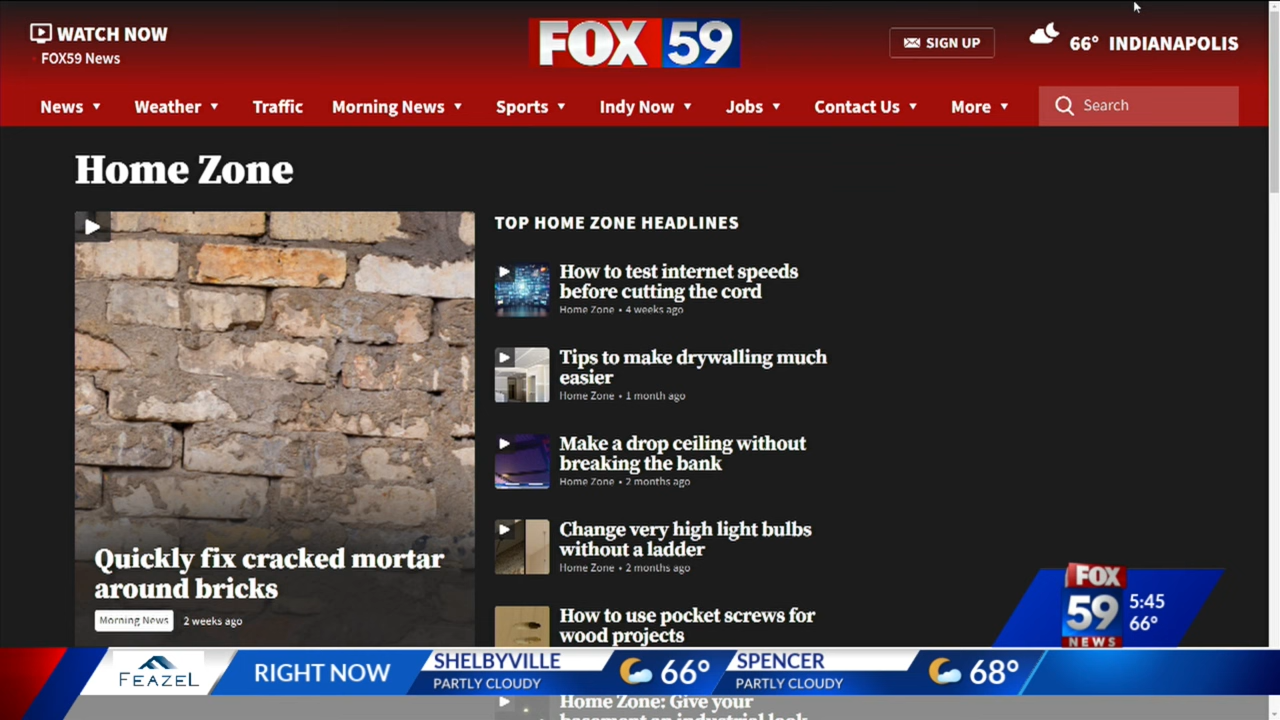 WATCH NOW
FOX59 News
FOX 59
SIGN UP
66° INDIANAPOLIS
News Weather Traffic Morning News Sports Indy Now Jobs Contact Us More Search
Home Zone
Quickly fix cracked mortar
around bricks
Morning News 2 weeks ago
TOP HOME ZONE HEADLINES
How to test internet speeds
before cutting the cord
Home Zone • 4 weeks ago
Tips to make drywalling much
easier
Home Zone • 1 month ago
Make a drop ceiling without
breaking the bank
Home Zone • 2 months ago
Change very high light bulbs
without a ladder
Home Zone • 2 months ago
How to use pocket screws for
wood projects
Home Zone: Give your
basement an industrial look
FOX
59
NEWS
5:45
66°
FEAZEL
RIGHT NOW
SHELBYVILLE
PARTLY CLOUDY
66°
SPENCER
PARTLY CLOUDY
68°